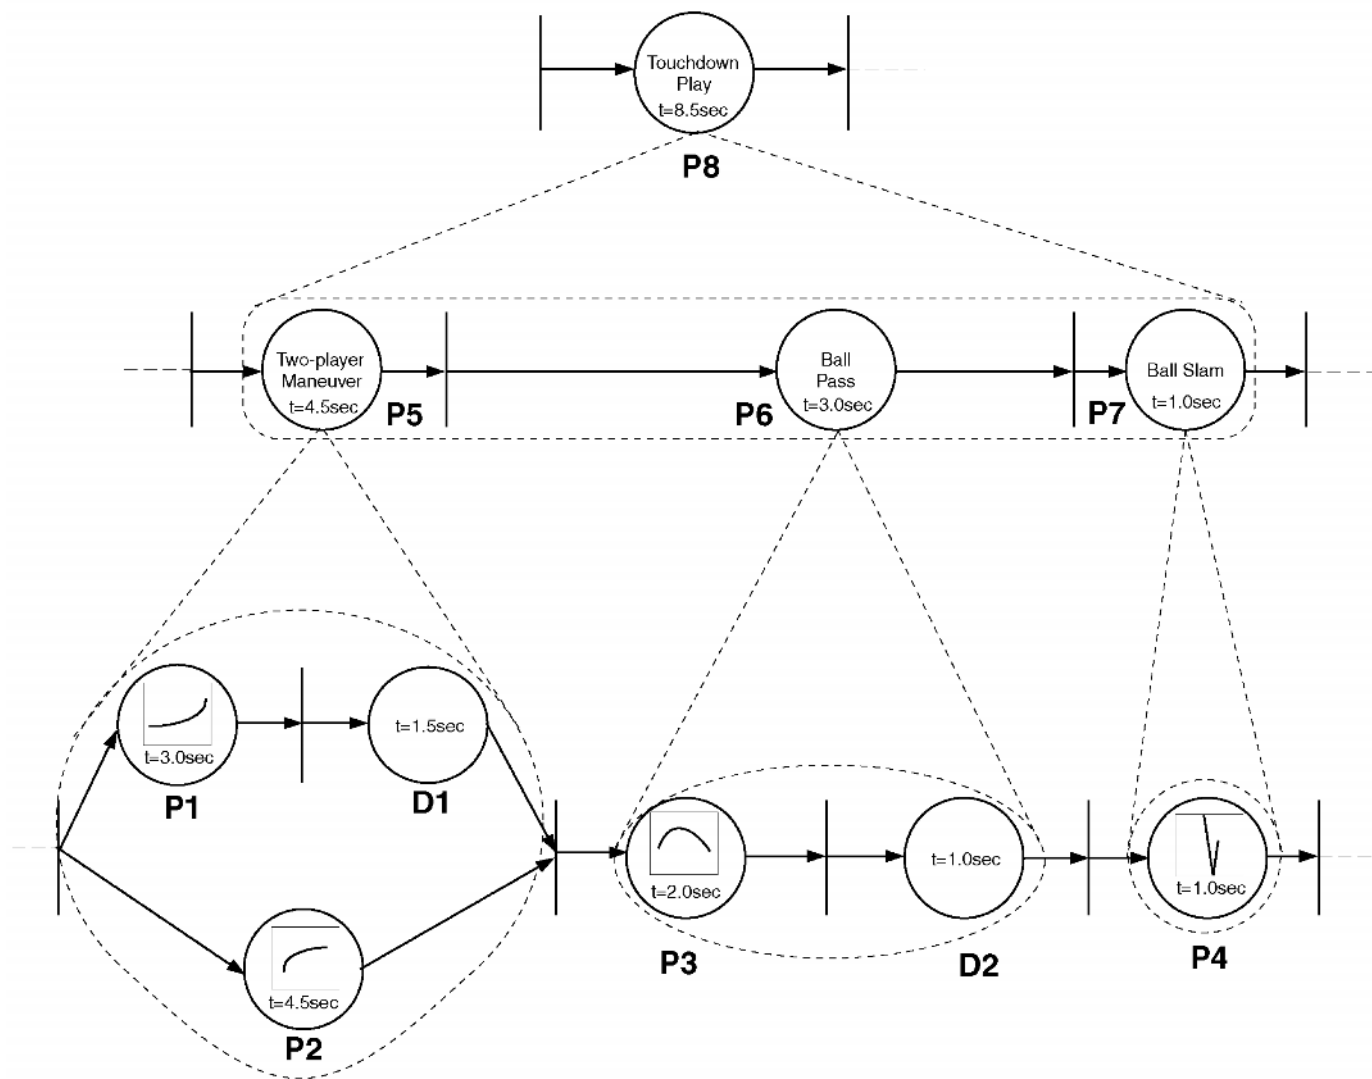 Touchdown
Play
t=8.5sec
P8
Two-player
Maneuver
t=4.5sec
P5
Ball
Pass
t=3.0sec
P6
Ball Slam
t=1.0sec
P7
t=3.0sec
P1
t=1.5sec
D1
t=4.5sec
P2
t=2.0sec
P3
t=1.0sec
D2
t=1.0sec
P4